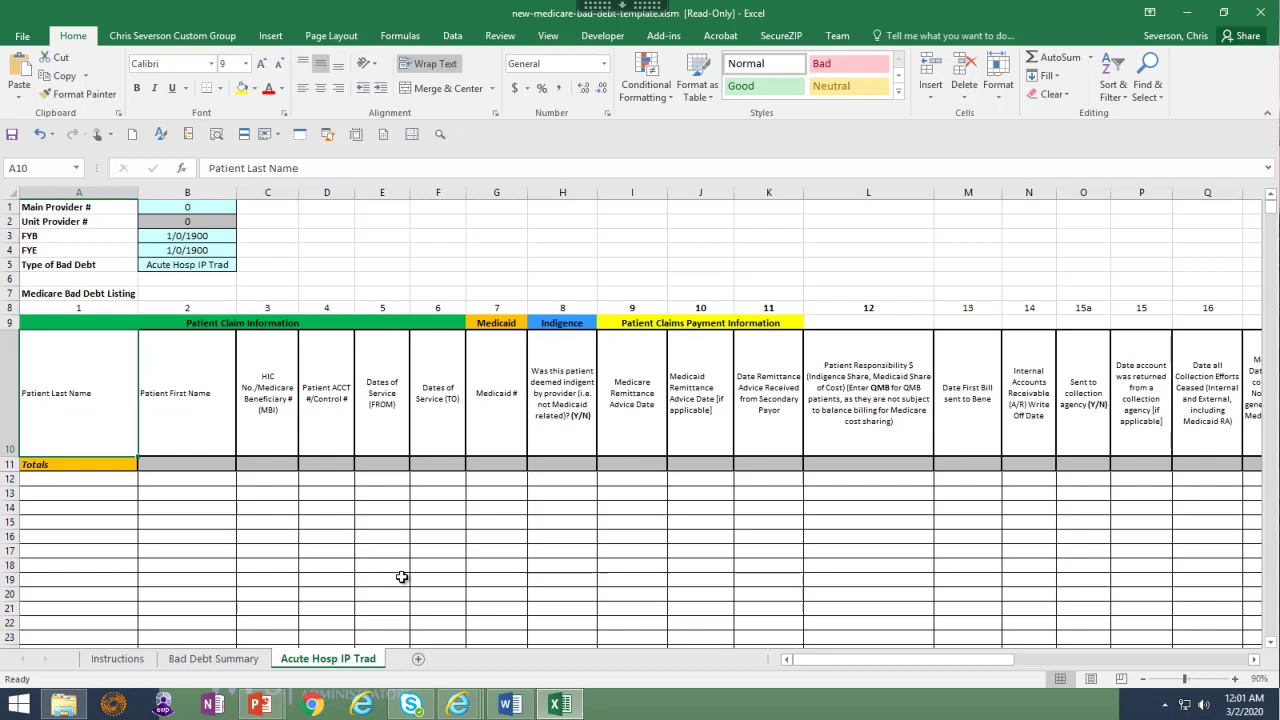 new-medicare-bad-debt-template.xlsm [Read-Only] - Excel
File Home Chris Severson Custom Group Insert Page Layout Formulas Data Review View Developer Add-ins Acrobat SecureZIP Team Tell me what you want to do... Severson, Chris Share
Paste
Cut
Copy
Format Painter
Calibri 9
B I U
Wrap Text
Merge & Center
General
$ % ,
Conditional Formatting
Format as Table
Normal Bad
Good Neutral
Insert Delete Format
AutoSum
Fill
Clear
Sort & Filter
Find & Select
Clipboard Font Alignment Number Styles Cells Editing
A10 fx Patient Last Name
A B C D E F G H I J K L M N O P Q
1 Main Provider # 0
2 Unit Provider # 0
3 FYB 1/0/1900
4 FYE 1/0/1900
5 Type of Bad Debt Acute Hosp IP Trad
6
7 Medicare Bad Debt Listing
8 1 2 3 4 5 6 7 8 9 10 11 12 13 14 15a 15 16
9 Patient Claim Information Medicaid Indigence Patient Claims Payment Information
10
Patient Last Name
Patient First Name
HIC
No./Medicare
Beneficiary #
(MBI)
Patient ACCT
#/Control #
Dates of
Service
(FROM)
Dates of
Service (TO)
Medicaid #
Was this patient
deemed indigent
by provider (i.e.
not Medicaid
related)? (Y/N)
Medicare
Remittance
Advice Date
Medicaid
Remittance
Advice Date [if
applicable]
Date Remittance
Advice Received
from Secondary
Payor
Patient Responsibility $
(Indigence Share, Medicaid Share
of Cost) (Enter QMB for QMB
patients, as they are not subject
to balance billing for Medicare
cost sharing)
Date First Bill
sent to Bene
Internal
Accounts
Receivable
(A/R) Write
Off Date
Sent to
collection
agency (Y/N)
Date account
was returned
from a
collection
agency [if
applicable]
Date all
Collection Efforts
Ceased (Internal
and External,
including
Medicaid RA)
11 Totals
12
13
14
15
16
17
18
19
20
21
22
23
Instructions Bad Debt Summary Acute Hosp IP Trad
Ready 90%
ADMINISTRATOR
12:01 AM
3/2/2020